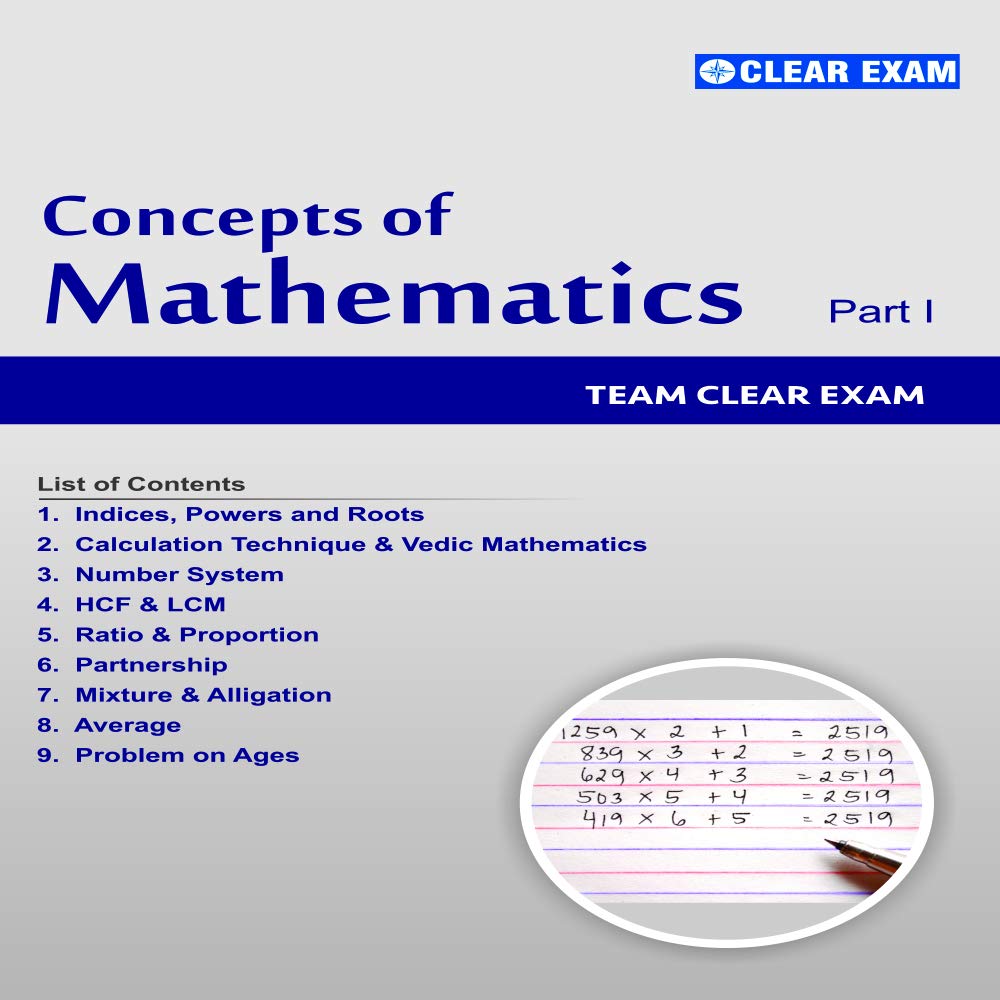 CLEAR EXAM
Concepts of
Mathematics Part I
TEAM CLEAR EXAM
List of Contents
1. Indices, Powers and Roots
2. Calculation Technique & Vedic Mathematics
3. Number System
4. HCF & LCM
5. Ratio & Proportion
6. Partnership
7. Mixture & Alligation
8. Average
9. Problem on Ages
1259 × 2 + 1 = 2519
839 × 3 + 2 = 2519
629 × 4 + 3 = 2519
503 × 5 + 4 = 2519
419 × 6 + 5 = 2519